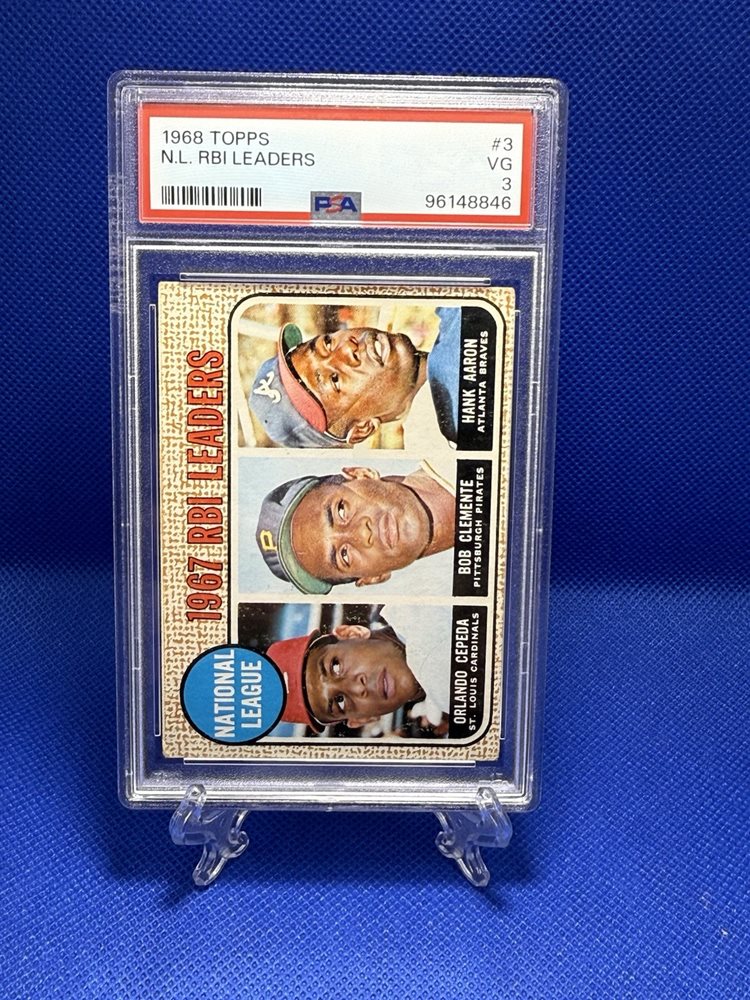 1968 TOPPS
N.L. RBI LEADERS
#3
VG
3
96148846
PSA
1967 RBI LEADERS
NATIONAL
LEAGUE
ORLANDO CEPEDA
ST. LOUIS CARDINALS
BOB CLEMENTE
PITTSBURGH PIRATES
HANK AARON
ATLANTA BRAVES
A
P